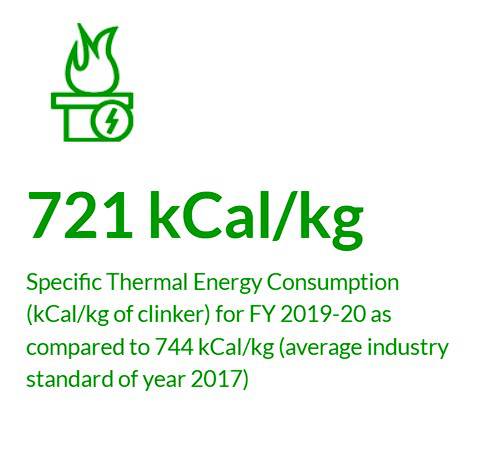 721 kCal/kg
Specific Thermal Energy Consumption
(kCal/kg of clinker) for FY 2019-20 as
compared to 744 kCal/kg (average industry
standard of year 2017)